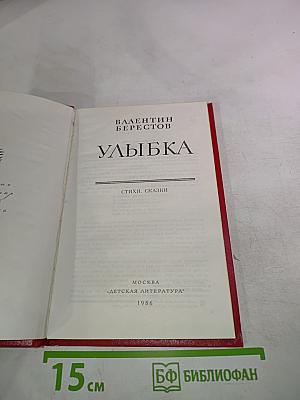 ВАЛЕНТИН
БЕРЕСТОВ
УЛЫБКА
СТИХИ. СКАЗКИ
МОСКВА
«ДЕТСКАЯ ЛИТЕРАТУРА»
1986
15 см
БФ БИБЛИОФАН